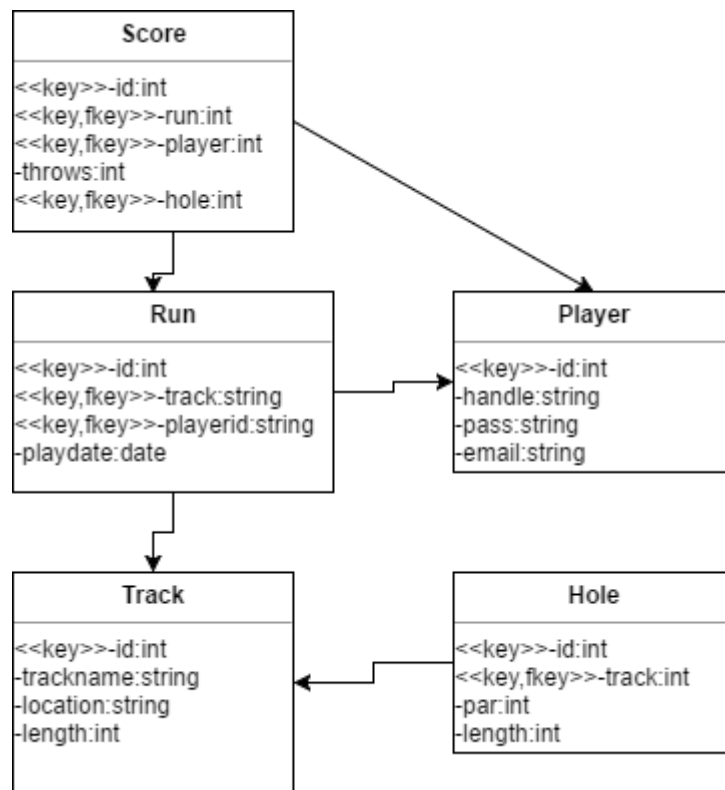 Score
<<key>>-id:int
<<key,fkey>>-run:int
<<key,fkey>>-player:int
-throws:int
<<key,fkey>>-hole:int
Run
<<key>>-id:int
<<key,fkey>>-track:string
<<key,fkey>>-playerid:string
-playdate:date
Player
<<key>>-id:int
-handle:string
-pass:string
-email:string
Track
<<key>>-id:int
-trackname:string
-location:string
-length:int
Hole
<<key>>-id:int
<<key,fkey>>-track:int
-par:int
-length:int